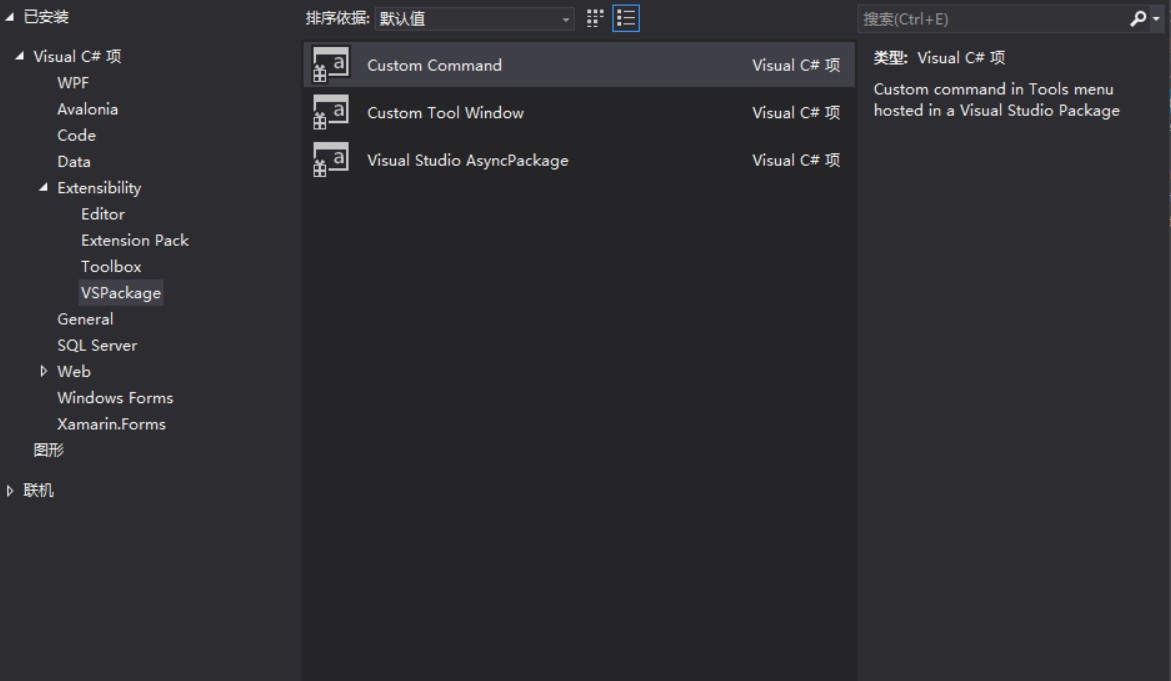 已安装
Visual C# 项
WPF
Avalonia
Code
Data
Extensibility
Editor
Extension Pack
Toolbox
VSPackage
General
SQL Server
Web
Windows Forms
Xamarin.Forms
图形
联机
排序依据: 默认值
Custom Command Visual C# 项
Custom Tool Window Visual C# 项
Visual Studio AsyncPackage Visual C# 项
搜索(Ctrl+E)
类型: Visual C# 项
Custom command in Tools menu
hosted in a Visual Studio Package